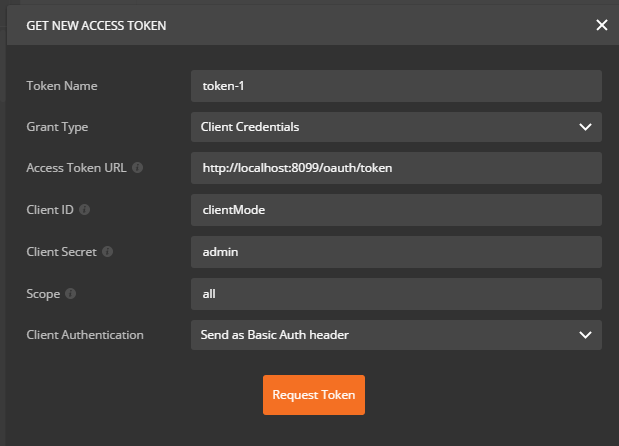 GET NEW ACCESS TOKEN
Token Name token-1
Grant Type Client Credentials
Access Token URL http://localhost:8099/oauth/token
Client ID clientMode
Client Secret admin
Scope all
Client Authentication Send as Basic Auth header
Request Token